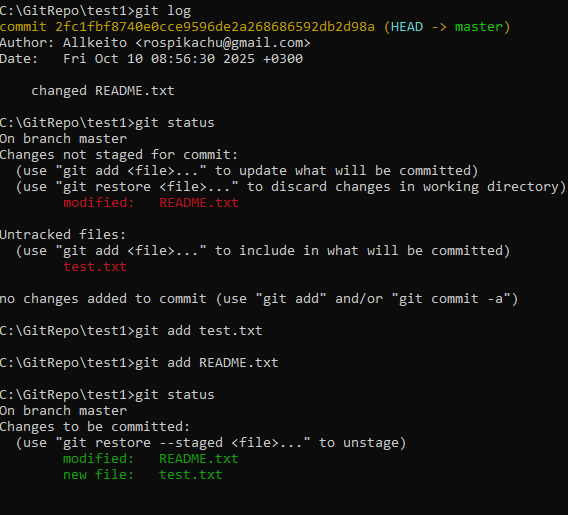 C:\GitRepo\test1>git log
commit 2fc1fbf8740e0cce9596de2a268686592db2d98a (HEAD -> master)
Author: Allkeito <rospikachu@gmail.com>
Date:   Fri Oct 10 08:56:30 2025 +0300
    changed README.txt
C:\GitRepo\test1>git status
On branch master
Changes not staged for commit:
  (use "git add <file>..." to update what will be committed)
  (use "git restore <file>..." to discard changes in working directory)
        modified:   README.txt
Untracked files:
  (use "git add <file>..." to include in what will be committed)
        test.txt
no changes added to commit (use "git add" and/or "git commit -a")
C:\GitRepo\test1>git add test.txt
C:\GitRepo\test1>git add README.txt
C:\GitRepo\test1>git status
On branch master
Changes to be committed:
  (use "git restore --staged <file>..." to unstage)
        modified:   README.txt
        new file:   test.txt